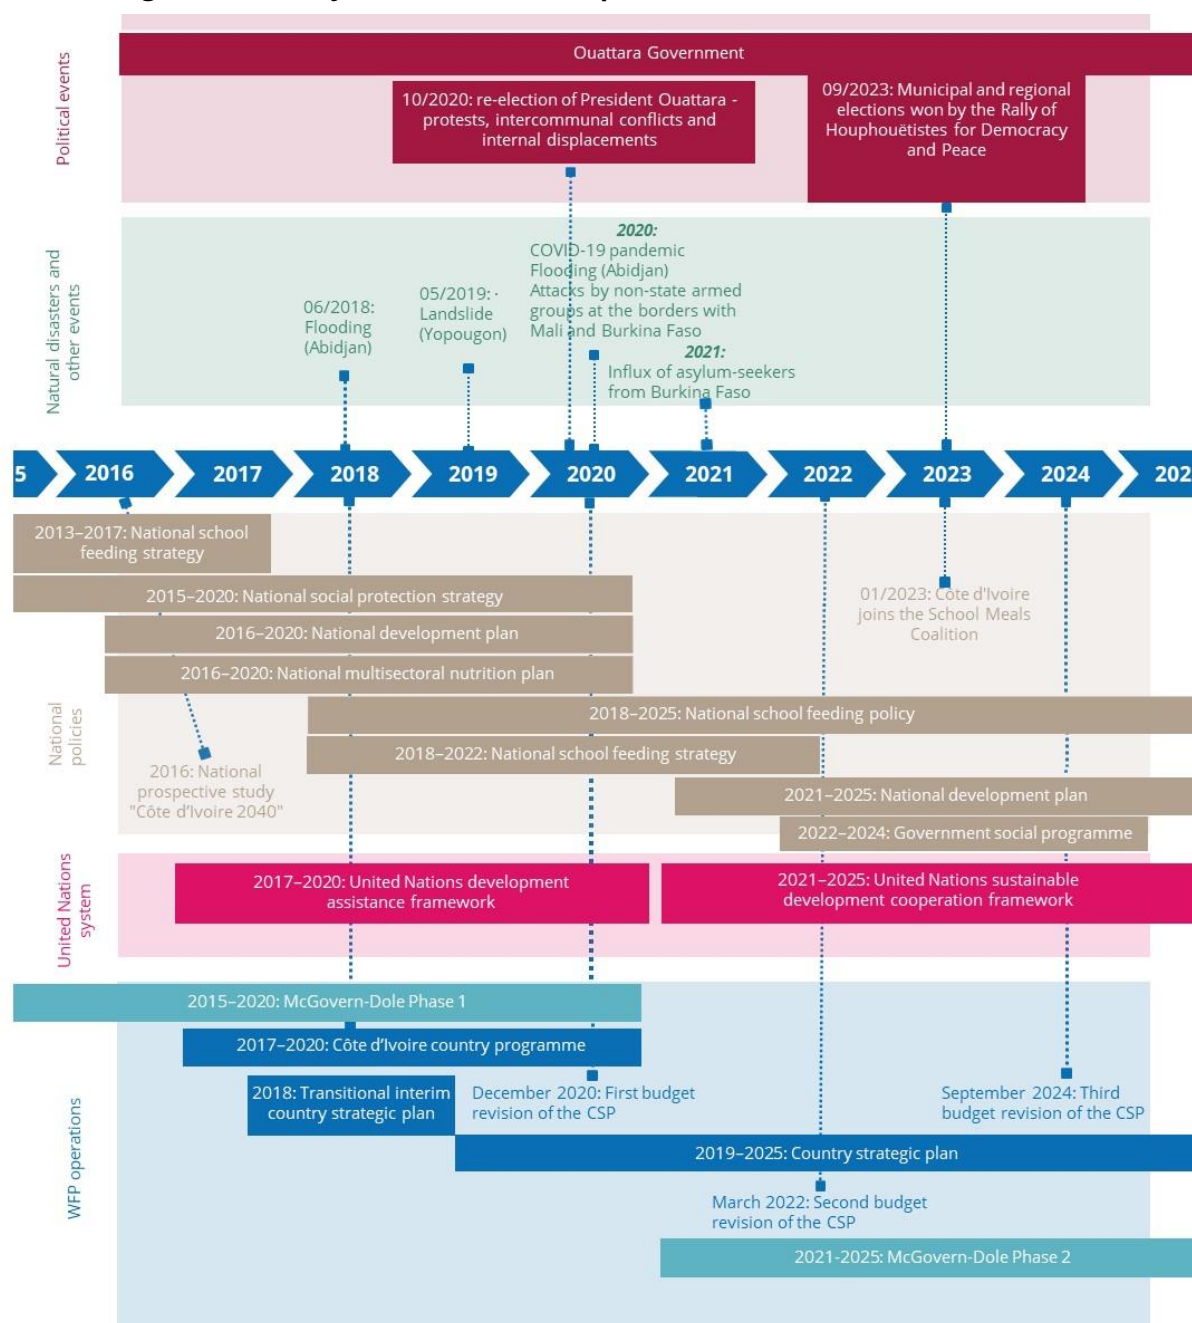 Political events
Ouattara Government
10/2020: re-election of President Ouattara -
protests, intercommunal conflicts and
internal displacements
09/2023: Municipal and regional
elections won by the Rally of
Houphouëtistes for Democracy
and Peace
Natural disasters and
other events
06/2018:
Flooding
(Abidjan)
05/2019: ·
Landslide
(Yopougon)
2020:
COVID-19 pandemic
Flooding (Abidjan)
Attacks by non-state armed
groups at the borders with
Mali and Burkina Faso
2021:
Influx of asylum-seekers
from Burkina Faso
5 2016 2017 2018 2019 2020 2021 2022 2023 2024 202
National
policies
2013–2017: National school
feeding strategy
2015–2020: National social protection strategy
2016–2020: National development plan
2016–2020: National multisectoral nutrition plan
01/2023: Côte d'Ivoire
joins the School Meals
Coalition
2018–2025: National school feeding policy
2018–2022: National school feeding strategy
2016: National
prospective study
"Côte d’Ivoire 2040"
2021–2025: National development plan
2022–2024: Government social programme
United Nations
system
2017–2020: United Nations development
assistance framework
2021–2025: United Nations sustainable
development cooperation framework
WFP operations
2015–2020: McGovern-Dole Phase 1
2017–2020: Côte d’Ivoire country programme
2018: Transitional interim
country strategic plan
December 2020: First budget
revision of the CSP
September 2024: Third
budget revision of the CSP
2019–2025: Country strategic plan
March 2022: Second budget
revision of the CSP
2021-2025: McGovern-Dole Phase 2